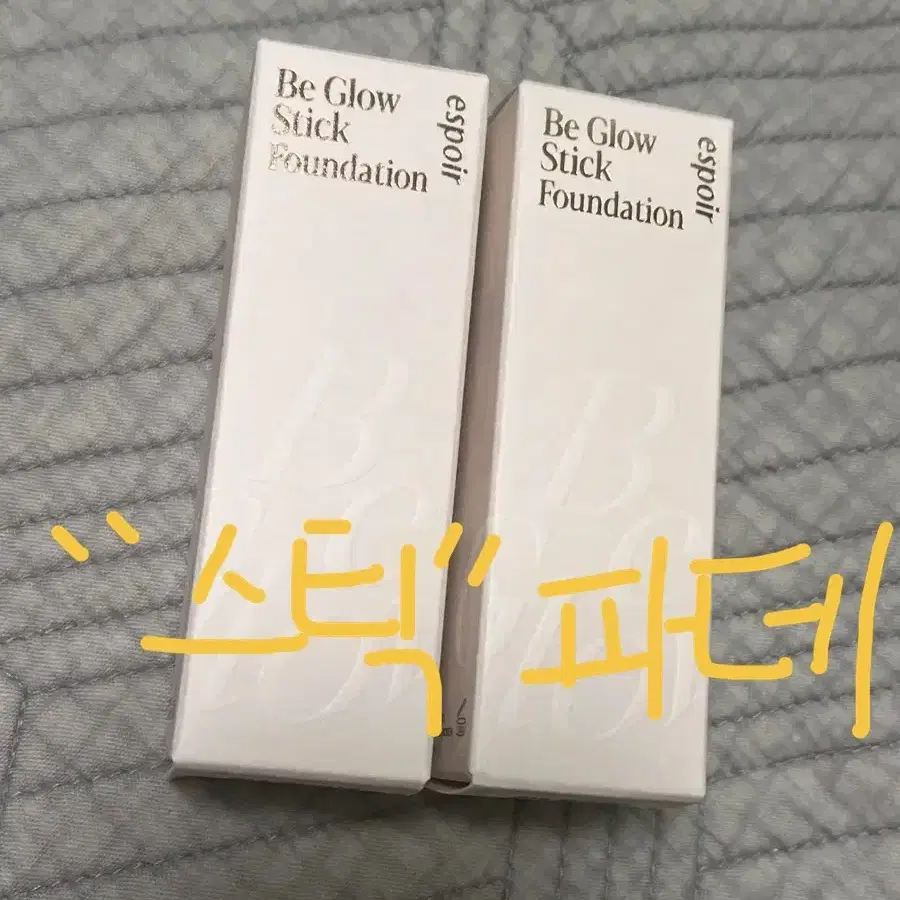 Be Glow
Stick
Foundation
espoir
Be Glow
Stick
Foundation
espoir
"스틱" 파데